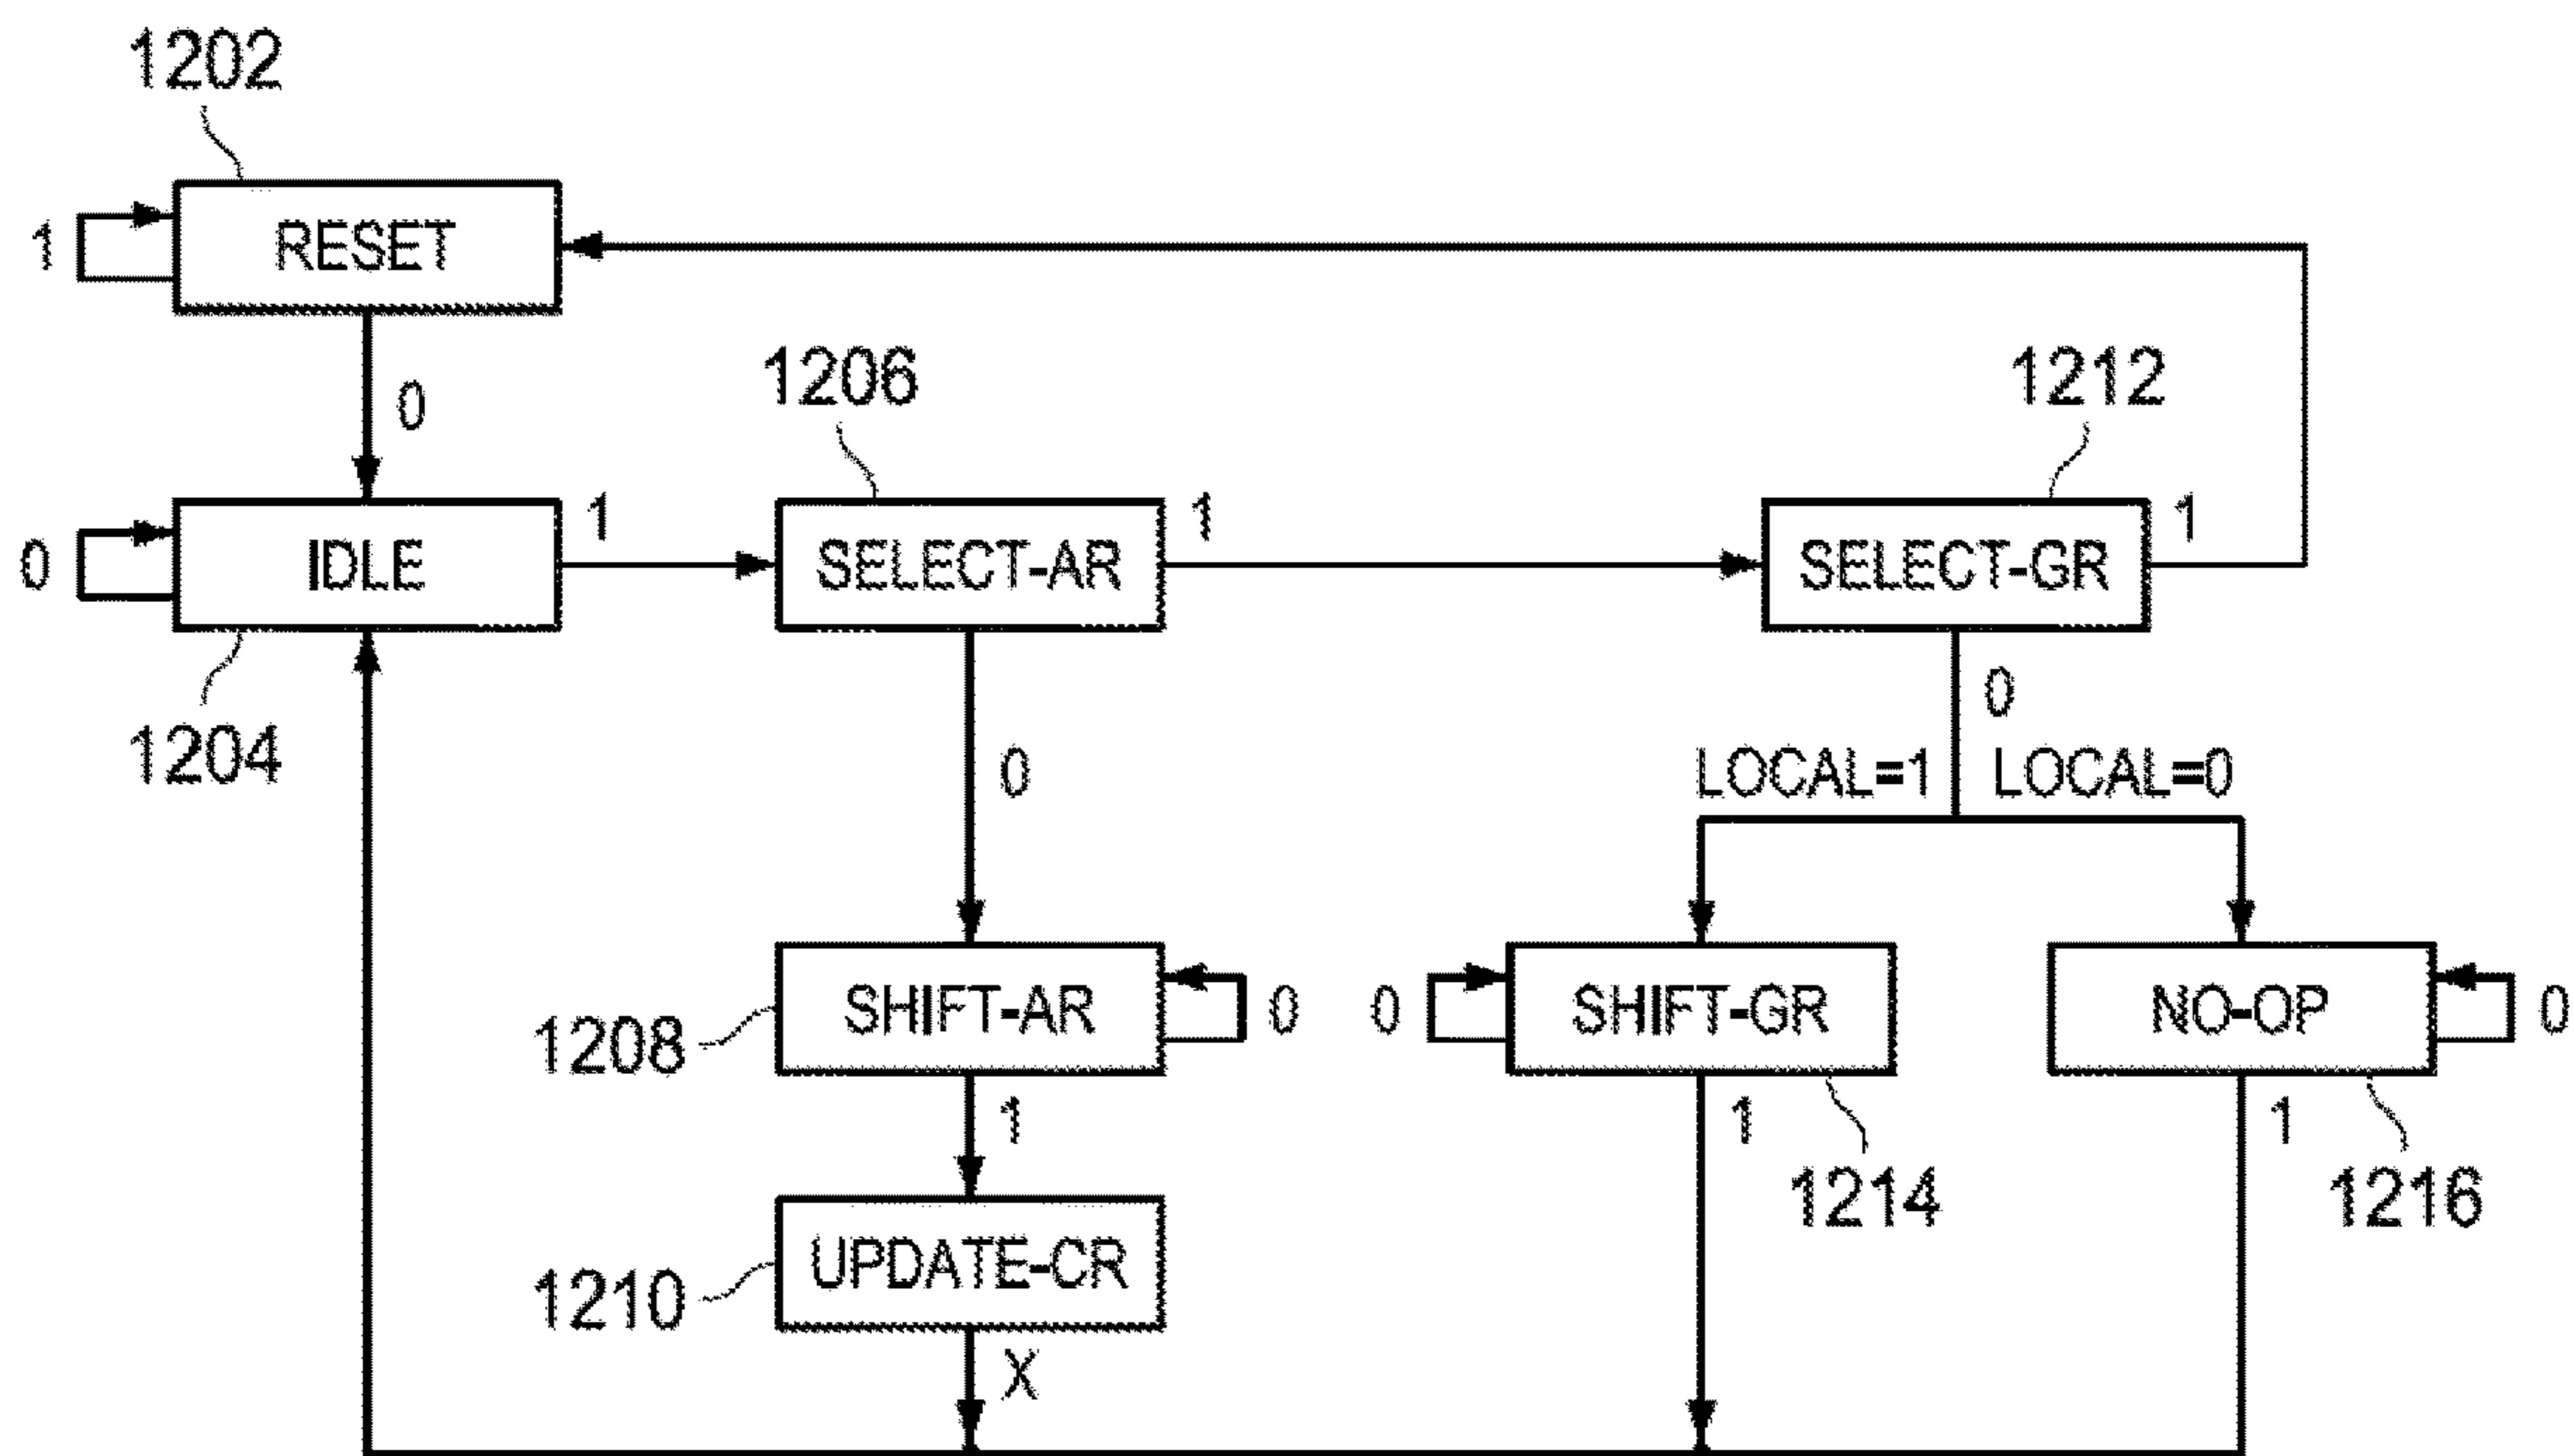 1202
1 RESET
0
1206
1212
0 IDLE 1 SELECT-AR 1 SELECT-GR 1
1204
0
0
LOCAL=1 LOCAL=0
1208 SHIFT-AR 0 0 SHIFT-GR NO-OP 0
1 1 1
1214 1216
1210 UPDATE-CR
X